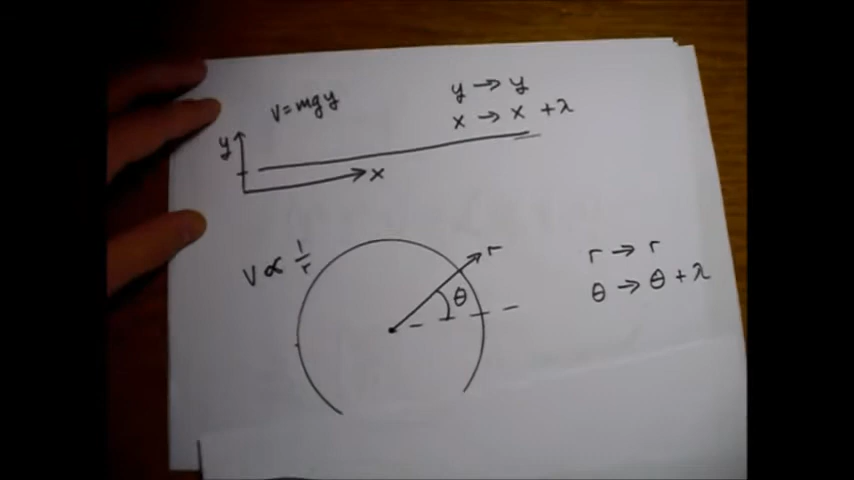 V = mgy
y → y
x → x + λ
y
x
V ∝ 1/r
r
θ
r → r
θ → θ + λ